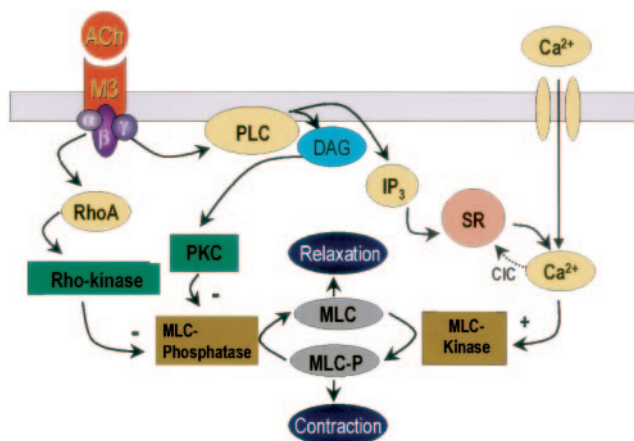 ACh
Ca²⁺
M3
α
γ
β
PLC
DAG
IP₃
RhoA
SR
PKC
Relaxation
CIC
Ca²⁺
Rho-kinase
-
MLC
+
-
MLC-
Phosphatase
MLC-
Kinase
MLC-P
Contraction